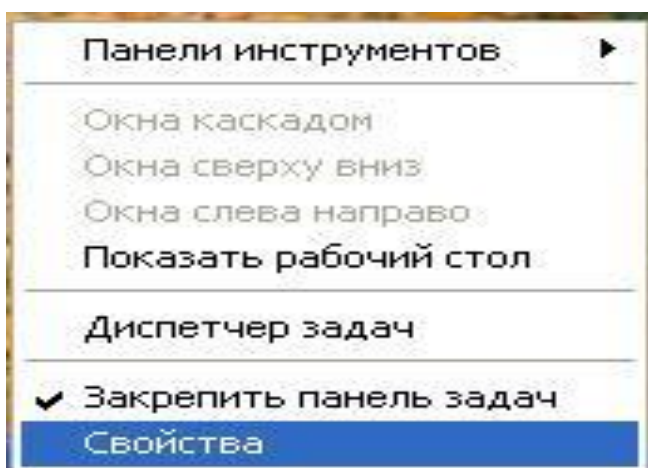 Панели инструментов
Окна каскадом
Окна сверху вниз
Окна слева направо
Показать рабочий стол
Диспетчер задач
Закрепить панель задач
Свойства